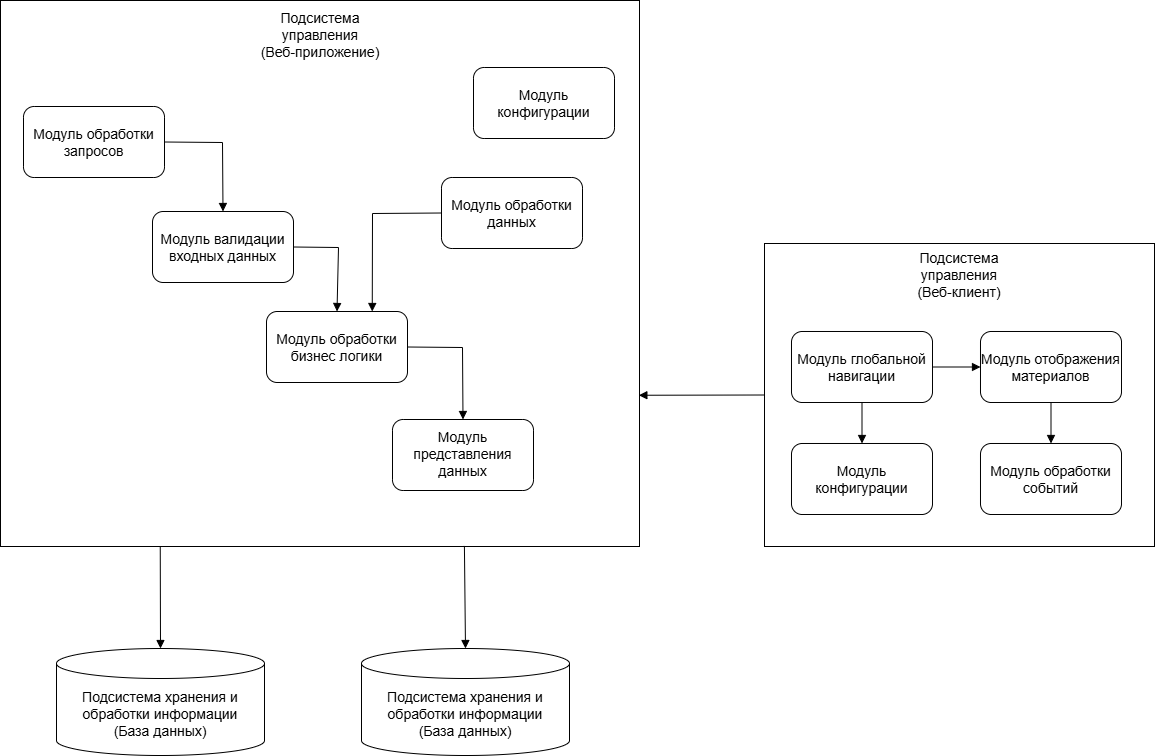 Подсистема
управления
(Веб-приложение)
Модуль
конфигурации
Модуль обработки
запросов
Модуль обработки
данных
Модуль валидации
входных данных
Модуль обработки
бизнес логики
Модуль
представления
данных
Подсистема
управления
(Веб-клиент)
Модуль глобальной
навигации
Модуль отображения
материалов
Модуль
конфигурации
Модуль обработки
событий
Подсистема хранения и
обработки информации
(База данных)
Подсистема хранения и
обработки информации
(База данных)